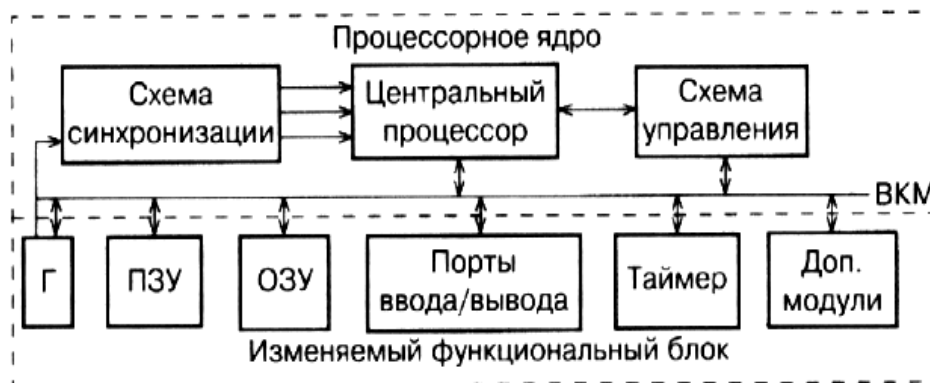 Процессорное ядро
Схема
синхронизации
Центральный
процессор
Схема
управления
ВКМ
Г
ПЗУ
ОЗУ
Порты
ввода/вывода
Таймер
Доп.
модули
Изменяемый функциональный блок